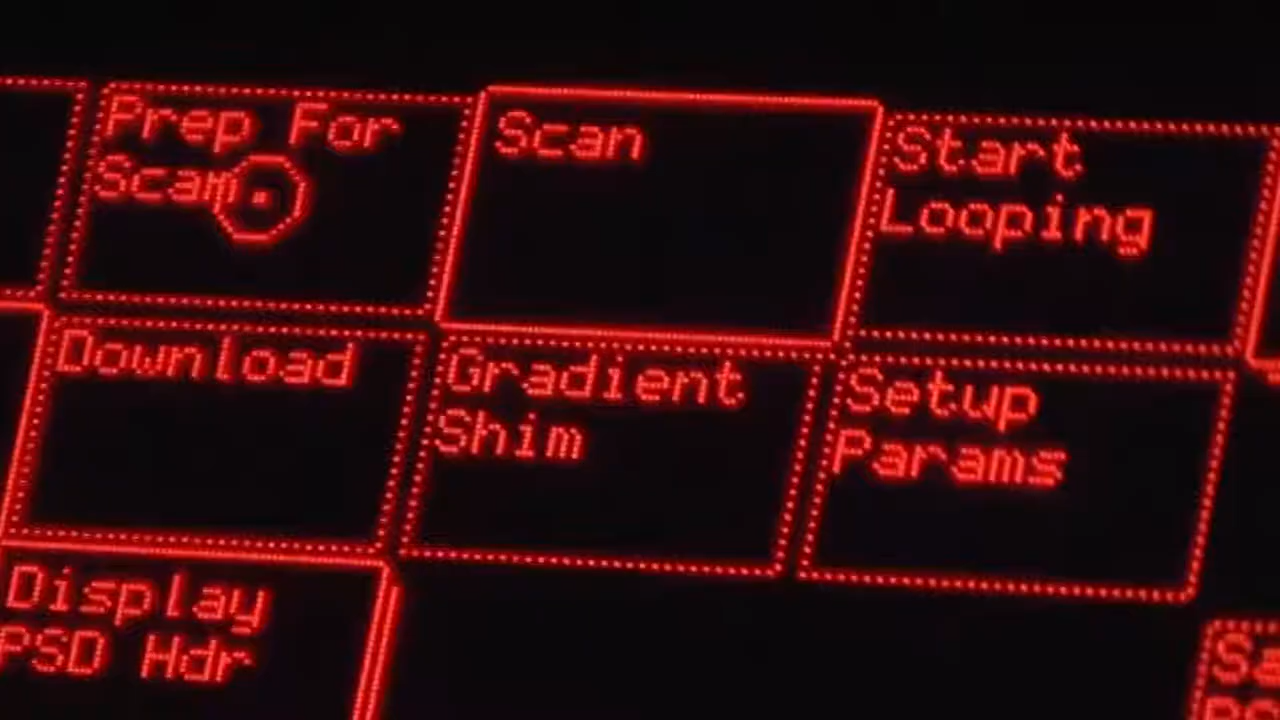 Prep For
Scan
Scan
Start
Looping
Download
Gradient
Shim
Setup
Params
Display
PSD Hdr